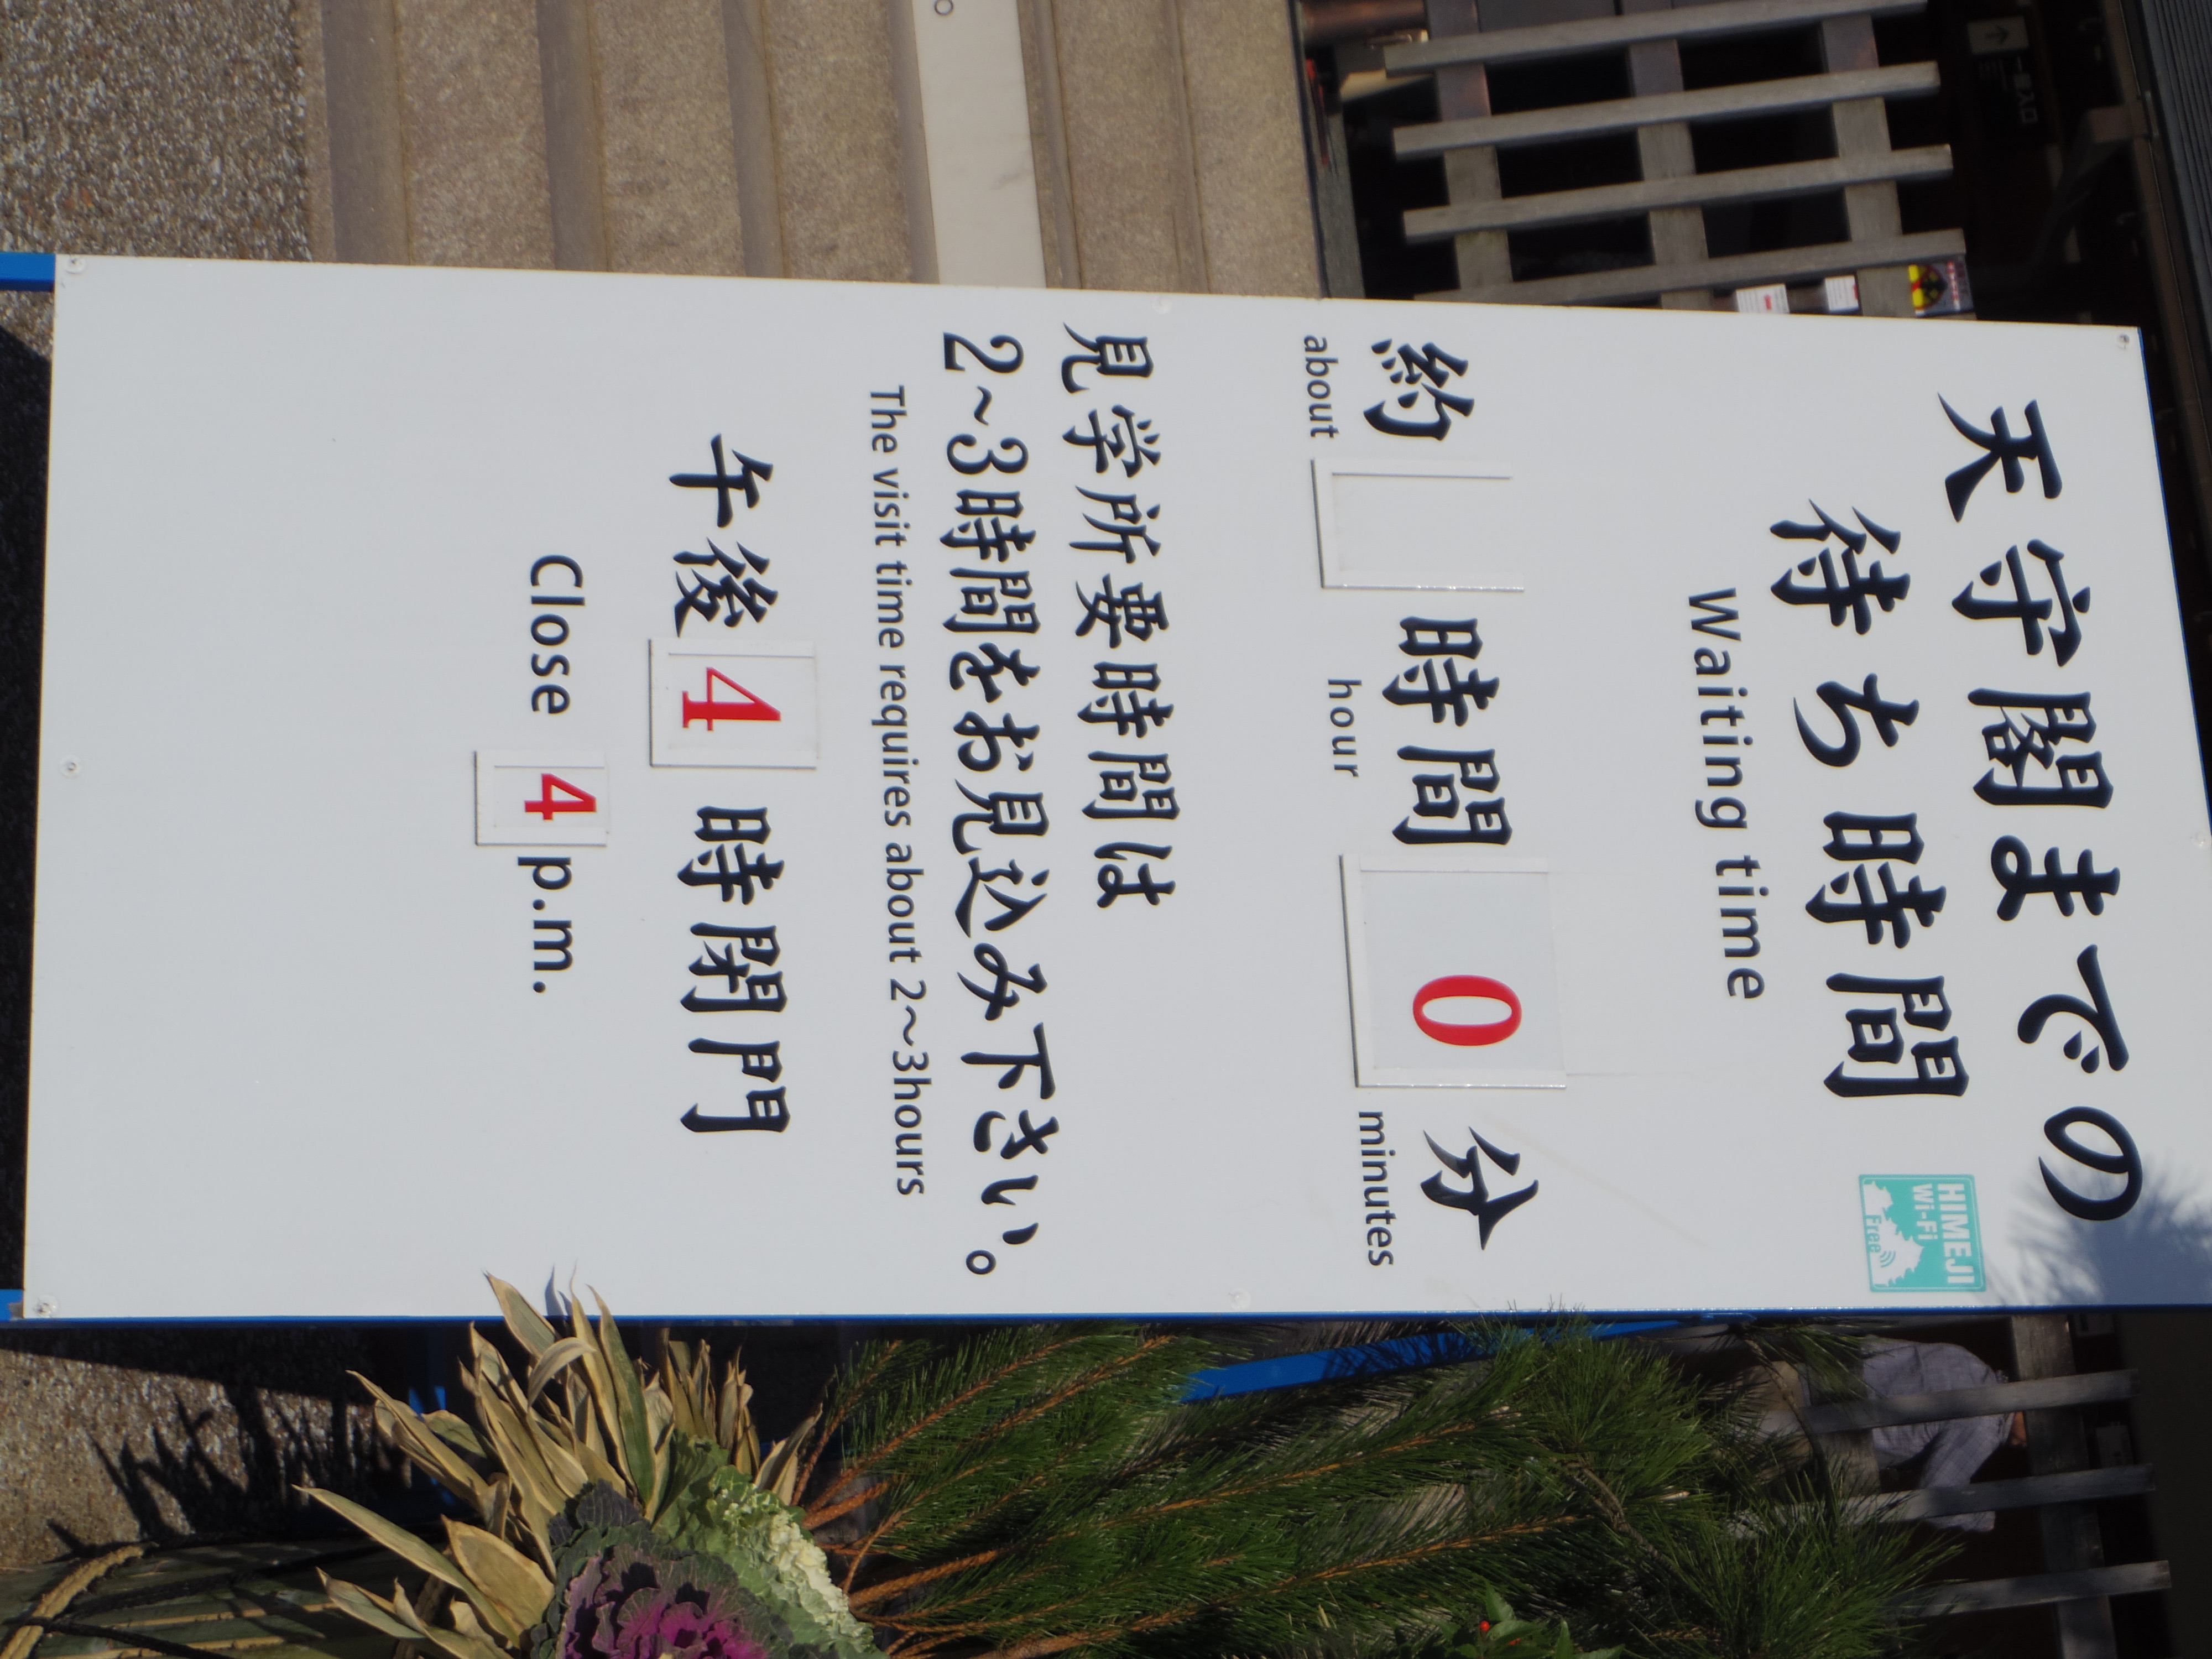 天守閣までの
待ち時間
Waiting time
HIMEJI
Wi-Fi
Free
約 時間 0 分
about hour minutes
見学所要時間は
2~3時間をお見込み下さい。
The visit time requires about 2~3hours
午後 4 時閉門
Close 4 p.m.